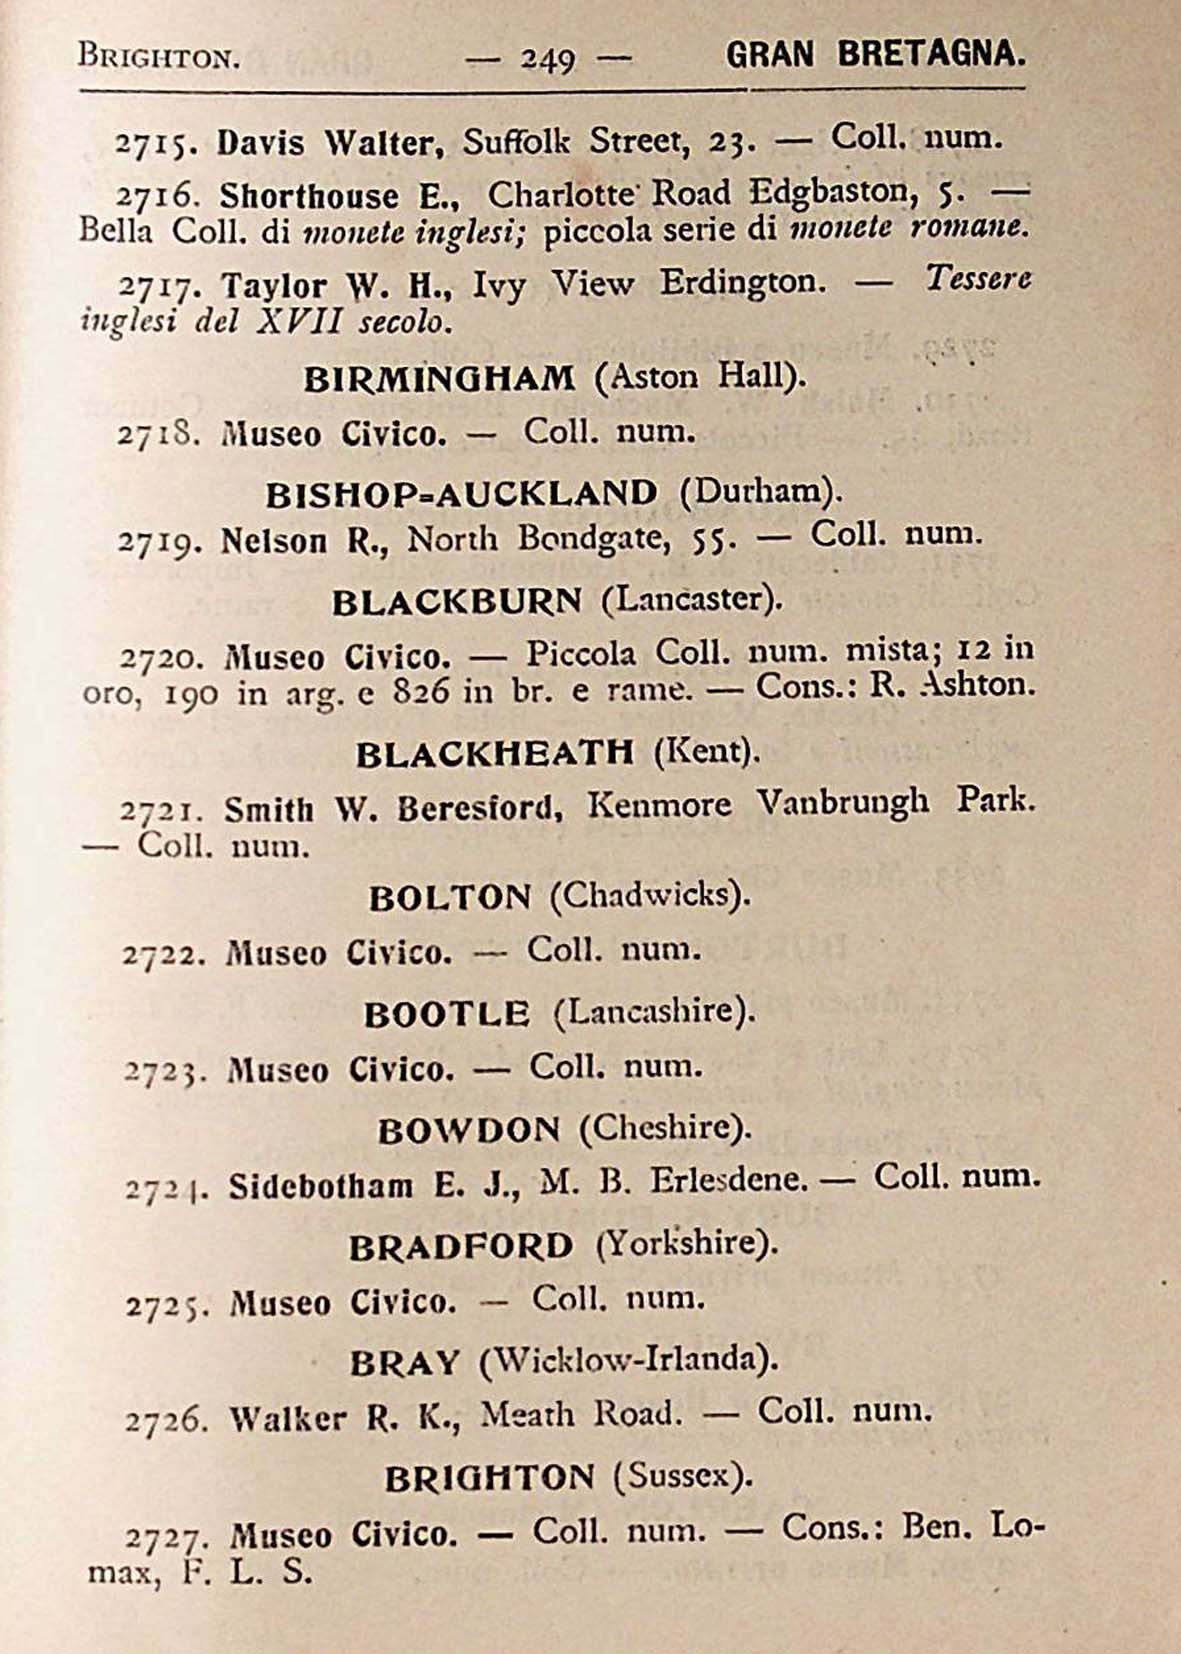 BRIGHTON. — 249 — GRAN BRETAGNA.
2715. Davis Walter, Suffolk Street, 23. — Coll. num.
2716. Shorthouse E., Charlotte Road Edgbaston, 5. —
Bella Coll. di monete inglesi; piccola serie di monete romane.
2717. Taylor W. H., Ivy View Erdington. — Tessere
inglesi del XVII secolo.
BIRMINGHAM (Aston Hall).
2718. Museo Civico. — Coll. num.
BISHOP-AUCKLAND (Durham).
2719. Nelson R., North Bondgate, 55. — Coll. num.
BLACKBURN (Lancaster).
2720. Museo Civico. — Piccola Coll. num. mista; 12 in
oro, 190 in arg. e 826 in br. e rame. — Cons.: R. Ashton.
BLACKHEATH (Kent).
2721. Smith W. Beresford, Kenmore Vanbrungh Park.
— Coll. num.
BOLTON (Chadwicks).
2722. Museo Civico. — Coll. num.
BOOTLE (Lancashire).
2723. Museo Civico. — Coll. num.
BOWDON (Cheshire).
2724. Sidebotham E. J., M. B. Erlesdene. — Coll. num.
BRADFORD (Yorkshire).
2725. Museo Civico. — Coll. num.
BRAY (Wicklow-Irlanda).
2726. Walker R. K., Meath Road. — Coll. num.
BRIGHTON (Sussex).
2727. Museo Civico. — Coll. num. — Cons.: Ben. Lo-
max, F. L. S.